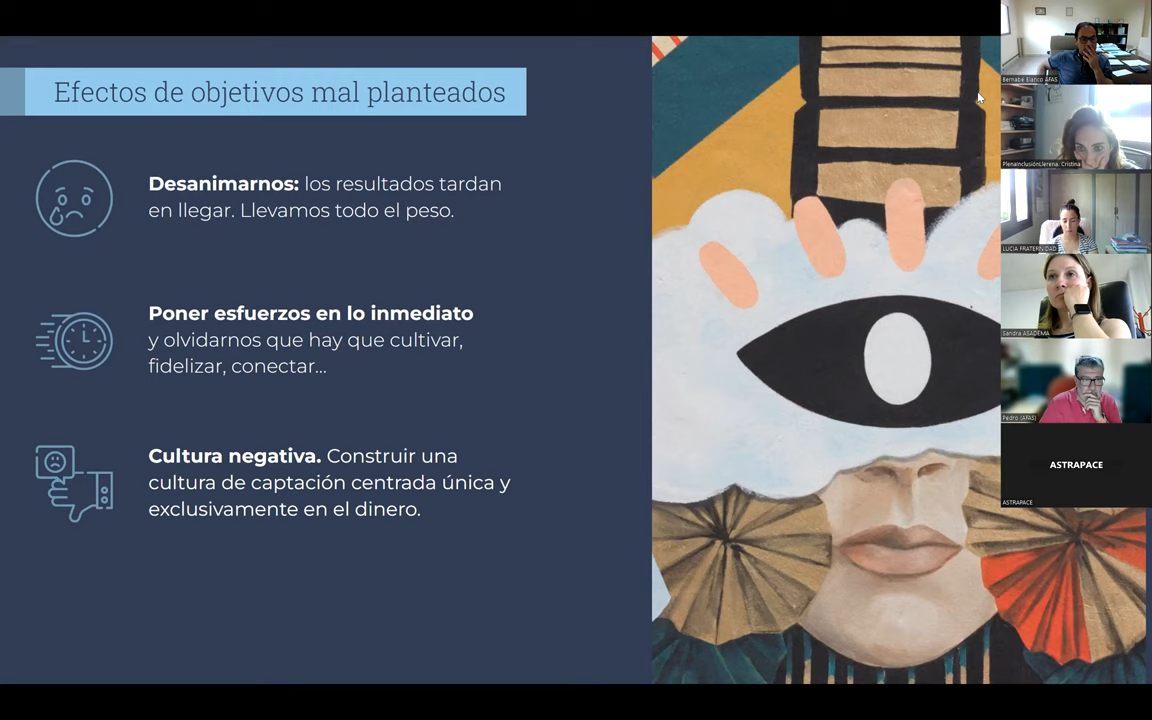 Efectos de objetivos mal planteados
Desanimarnos: los resultados tardan
en llegar. Llevamos todo el peso.
Poner esfuerzos en lo inmediato
y olvidarnos que hay que cultivar,
fidelizar, conectar...
Cultura negativa. Construir una
cultura de captación centrada única y
exclusivamente en el dinero.
Bernabé Blanco AFAS
PlenainclusiónLlerena. Cristina
LUCIA FRATERNIDAD
Sandra ASADEMA
Pedro (AFAS)
ASTRAPACE
ASTRAPACE